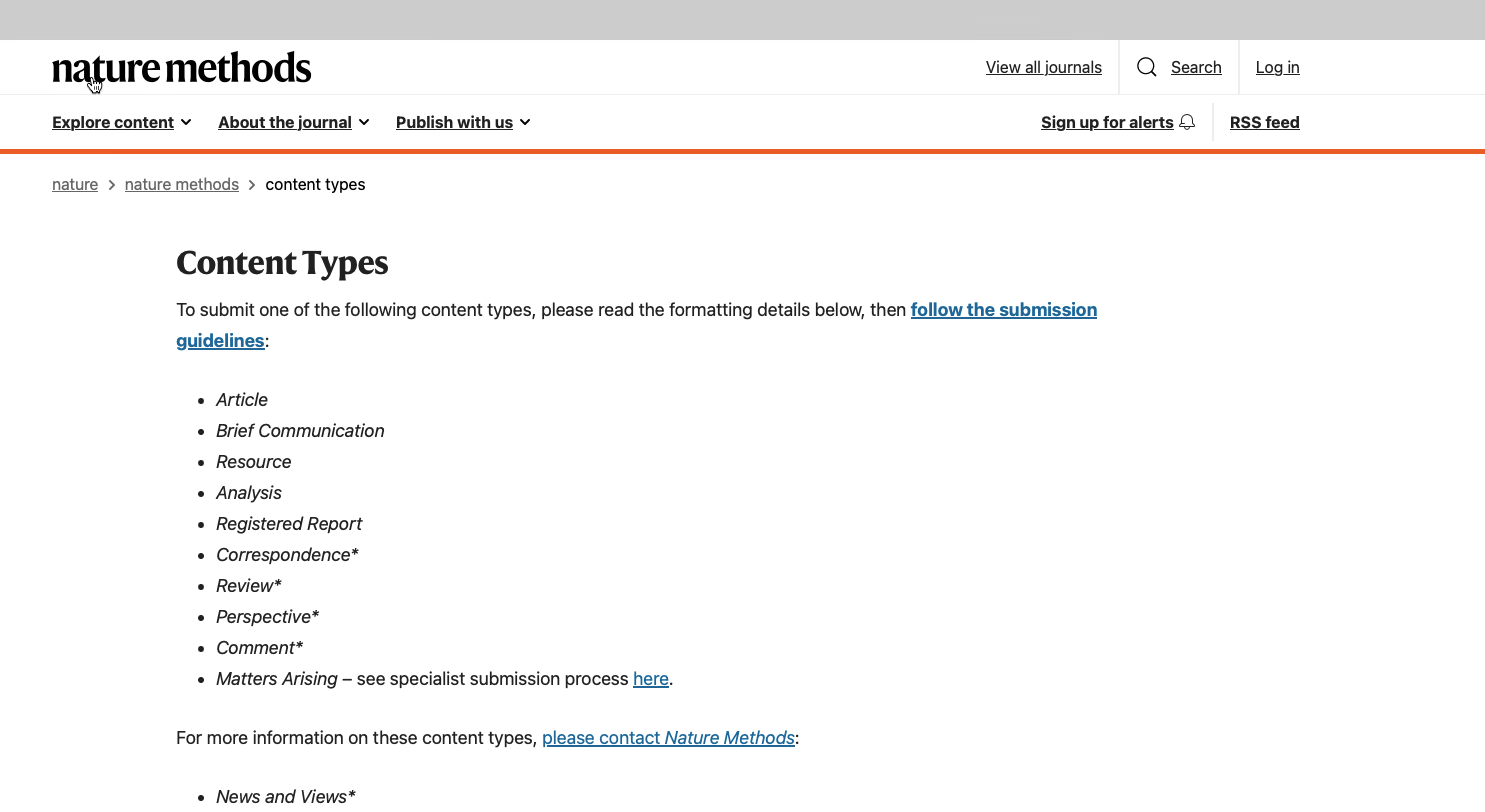 nature methods
View all journals
Search
Log in
Explore content
About the journal
Publish with us
Sign up for alerts
RSS feed
nature > nature methods > content types
Content Types
To submit one of the following content types, please read the formatting details below, then follow the submission
guidelines:
• Article
• Brief Communication
• Resource
• Analysis
• Registered Report
• Correspondence*
• Review*
• Perspective*
• Comment*
• Matters Arising – see specialist submission process here.
For more information on these content types, please contact Nature Methods:
• News and Views*